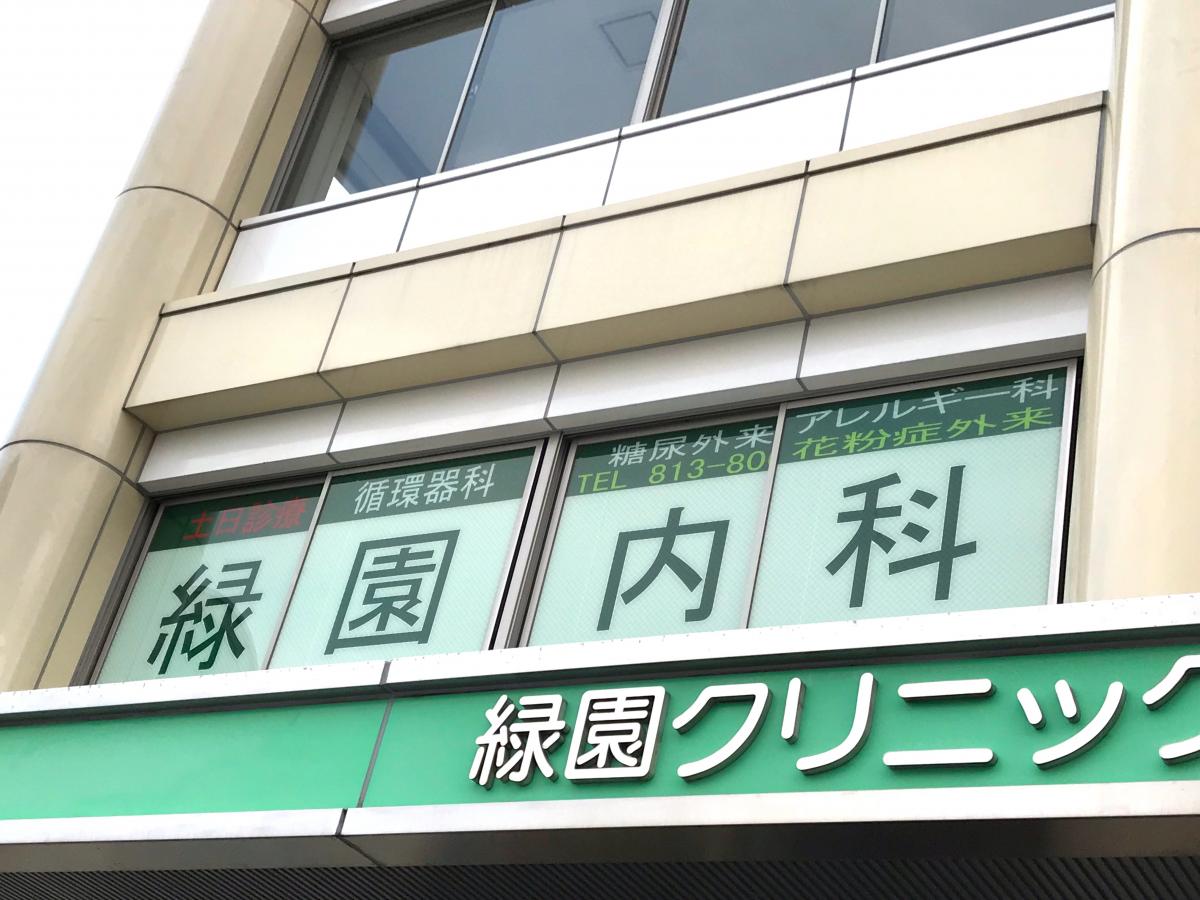 土日診療
循環器科
糖尿外来
アレルギー科
TEL 813-80
花粉症外来
緑園内科
緑園クリニック